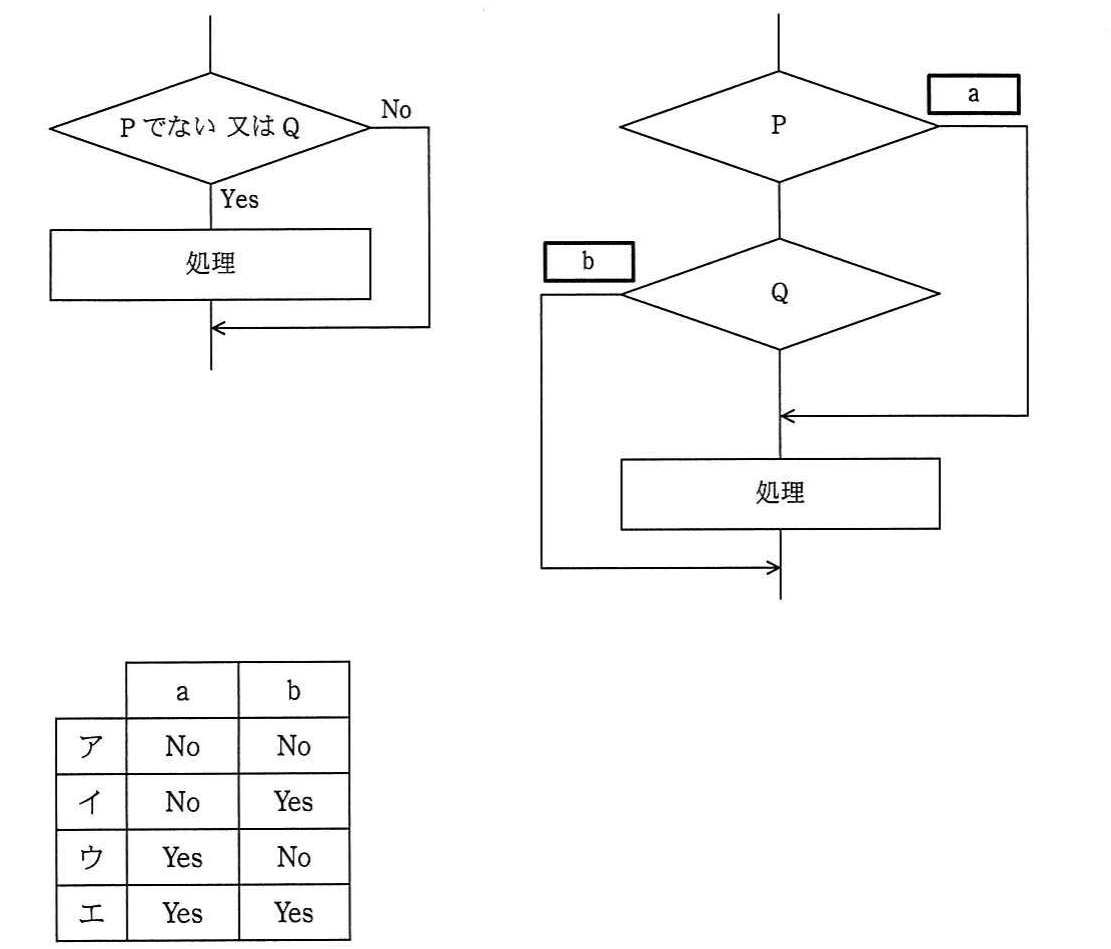 Pでない 又はQ
No
Yes
処理
P
a
Q
b
処理
a b
ア No No
イ No Yes
ウ Yes No
エ Yes Yes